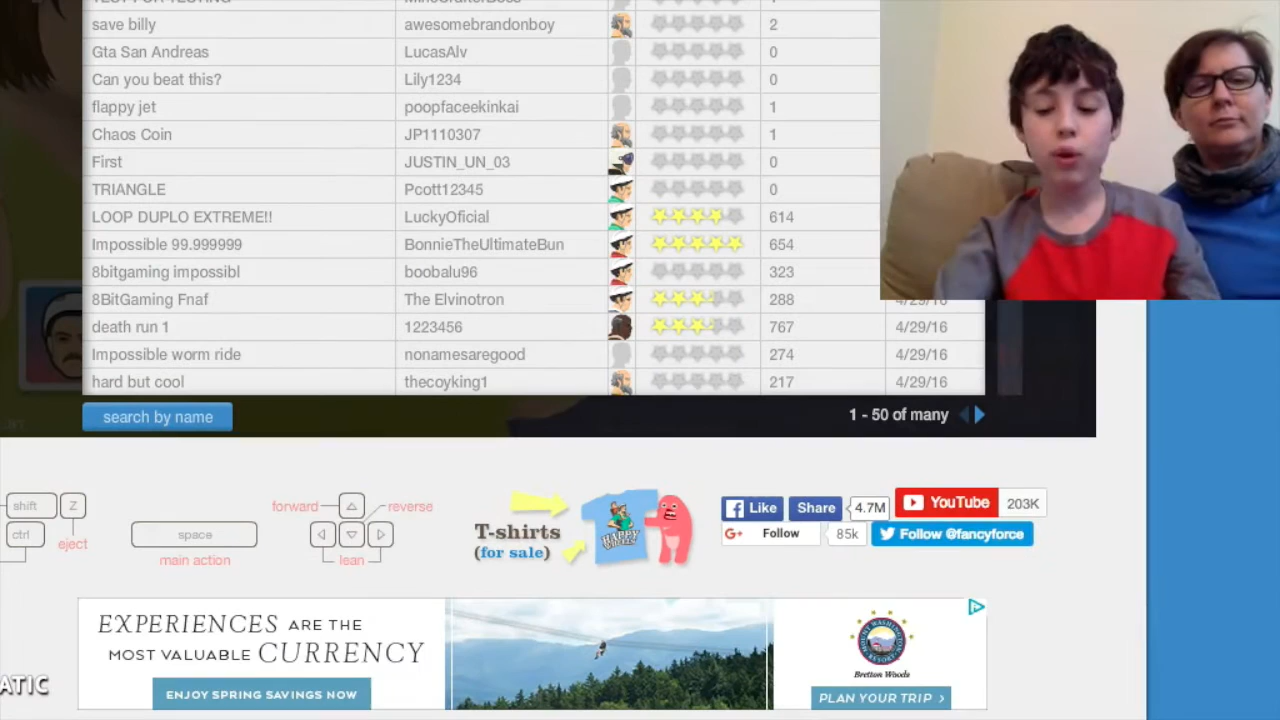 save billy awesomebrandonboy 2
Gta San Andreas LucasAlv 0
Can you beat this? Lily1234 0
flappy jet poopfaceekinkai 1
Chaos Coin JP1110307 1
First JUSTIN_UN_03 0
TRIANGLE Pcott12345 0
LOOP DUPLO EXTREME!! LuckyOficial 614
Impossible 99.999999 BonnieTheUltimateBun 654
8bitgaming impossibl boobalu96 323
8BitGaming Fnaf The Elvinotron 288 4/29/16
death run 1 1223456 767 4/29/16
Impossible worm ride nonamesaregood 274 4/29/16
hard but cool thecoyking1 217 4/29/16
search by name 1 - 50 of many
shift Z forward reverse
ctrl eject space main action lean
T-shirts
(for sale)
HAPPY WHEELS
Like Share 4.7M YouTube 203K
G+ Follow 85k Follow @fancyforce
EXPERIENCES ARE THE
MOST VALUABLE CURRENCY
ENJOY SPRING SAVINGS NOW
Bretton Woods
PLAN YOUR TRIP >
ATIC